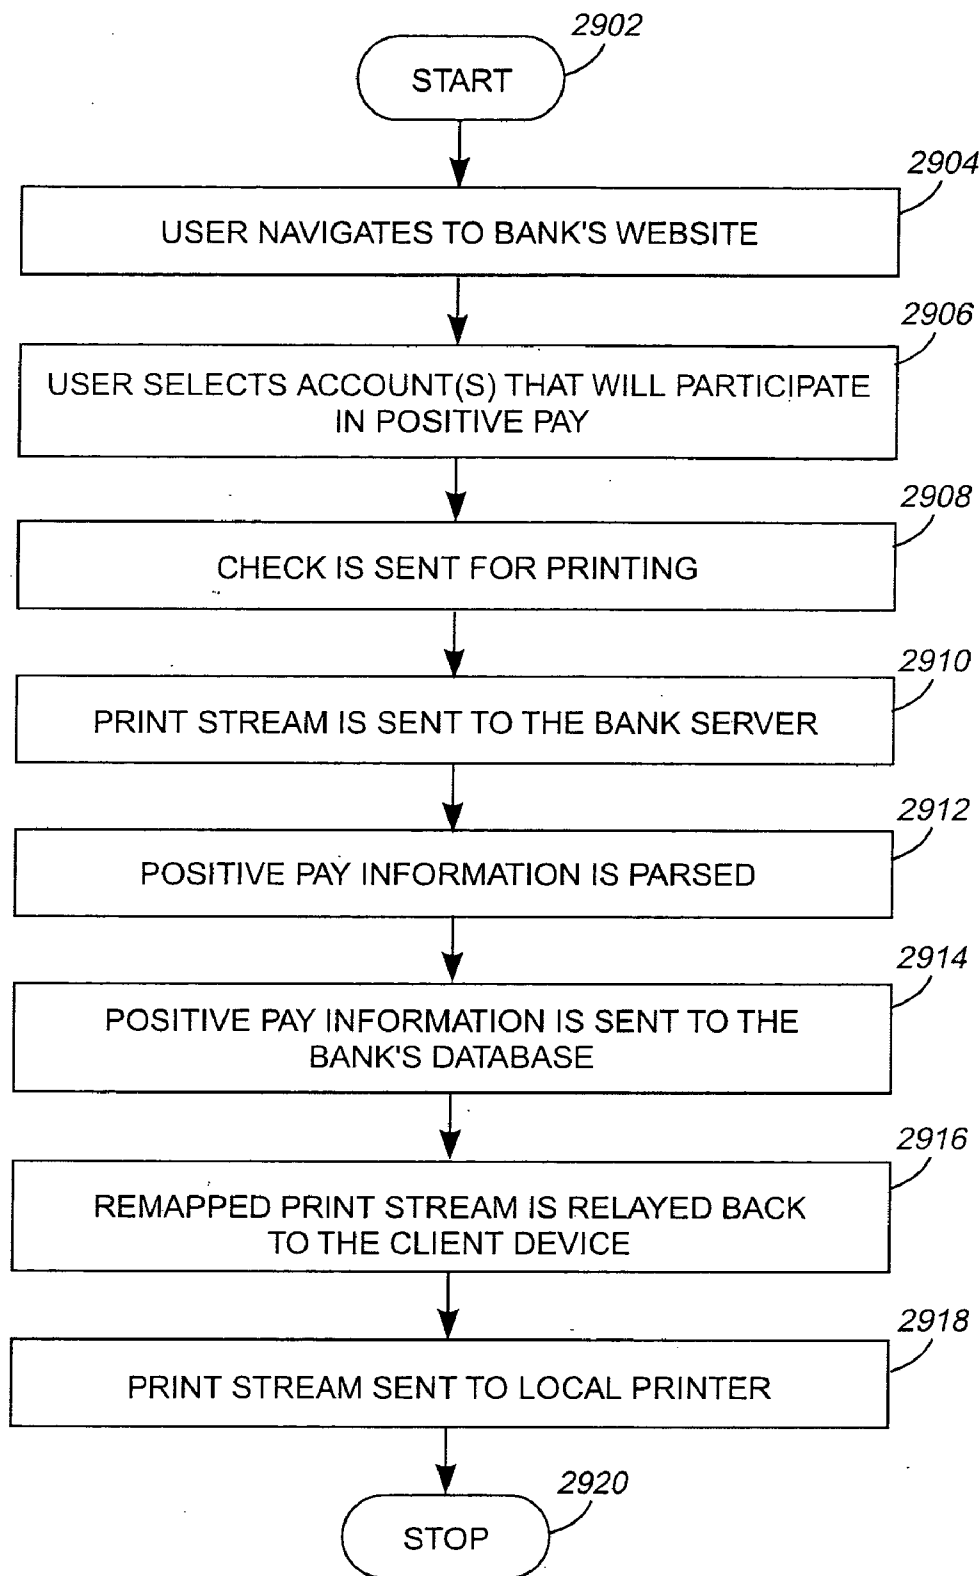 2902
START
2904
USER NAVIGATES TO BANK'S WEBSITE
2906
USER SELECTS ACCOUNT(S) THAT WILL PARTICIPATE
IN POSITIVE PAY
2908
CHECK IS SENT FOR PRINTING
2910
PRINT STREAM IS SENT TO THE BANK SERVER
2912
POSITIVE PAY INFORMATION IS PARSED
2914
POSITIVE PAY INFORMATION IS SENT TO THE
BANK'S DATABASE
2916
REMAPPED PRINT STREAM IS RELAYED BACK
TO THE CLIENT DEVICE
2918
PRINT STREAM SENT TO LOCAL PRINTER
2920
STOP